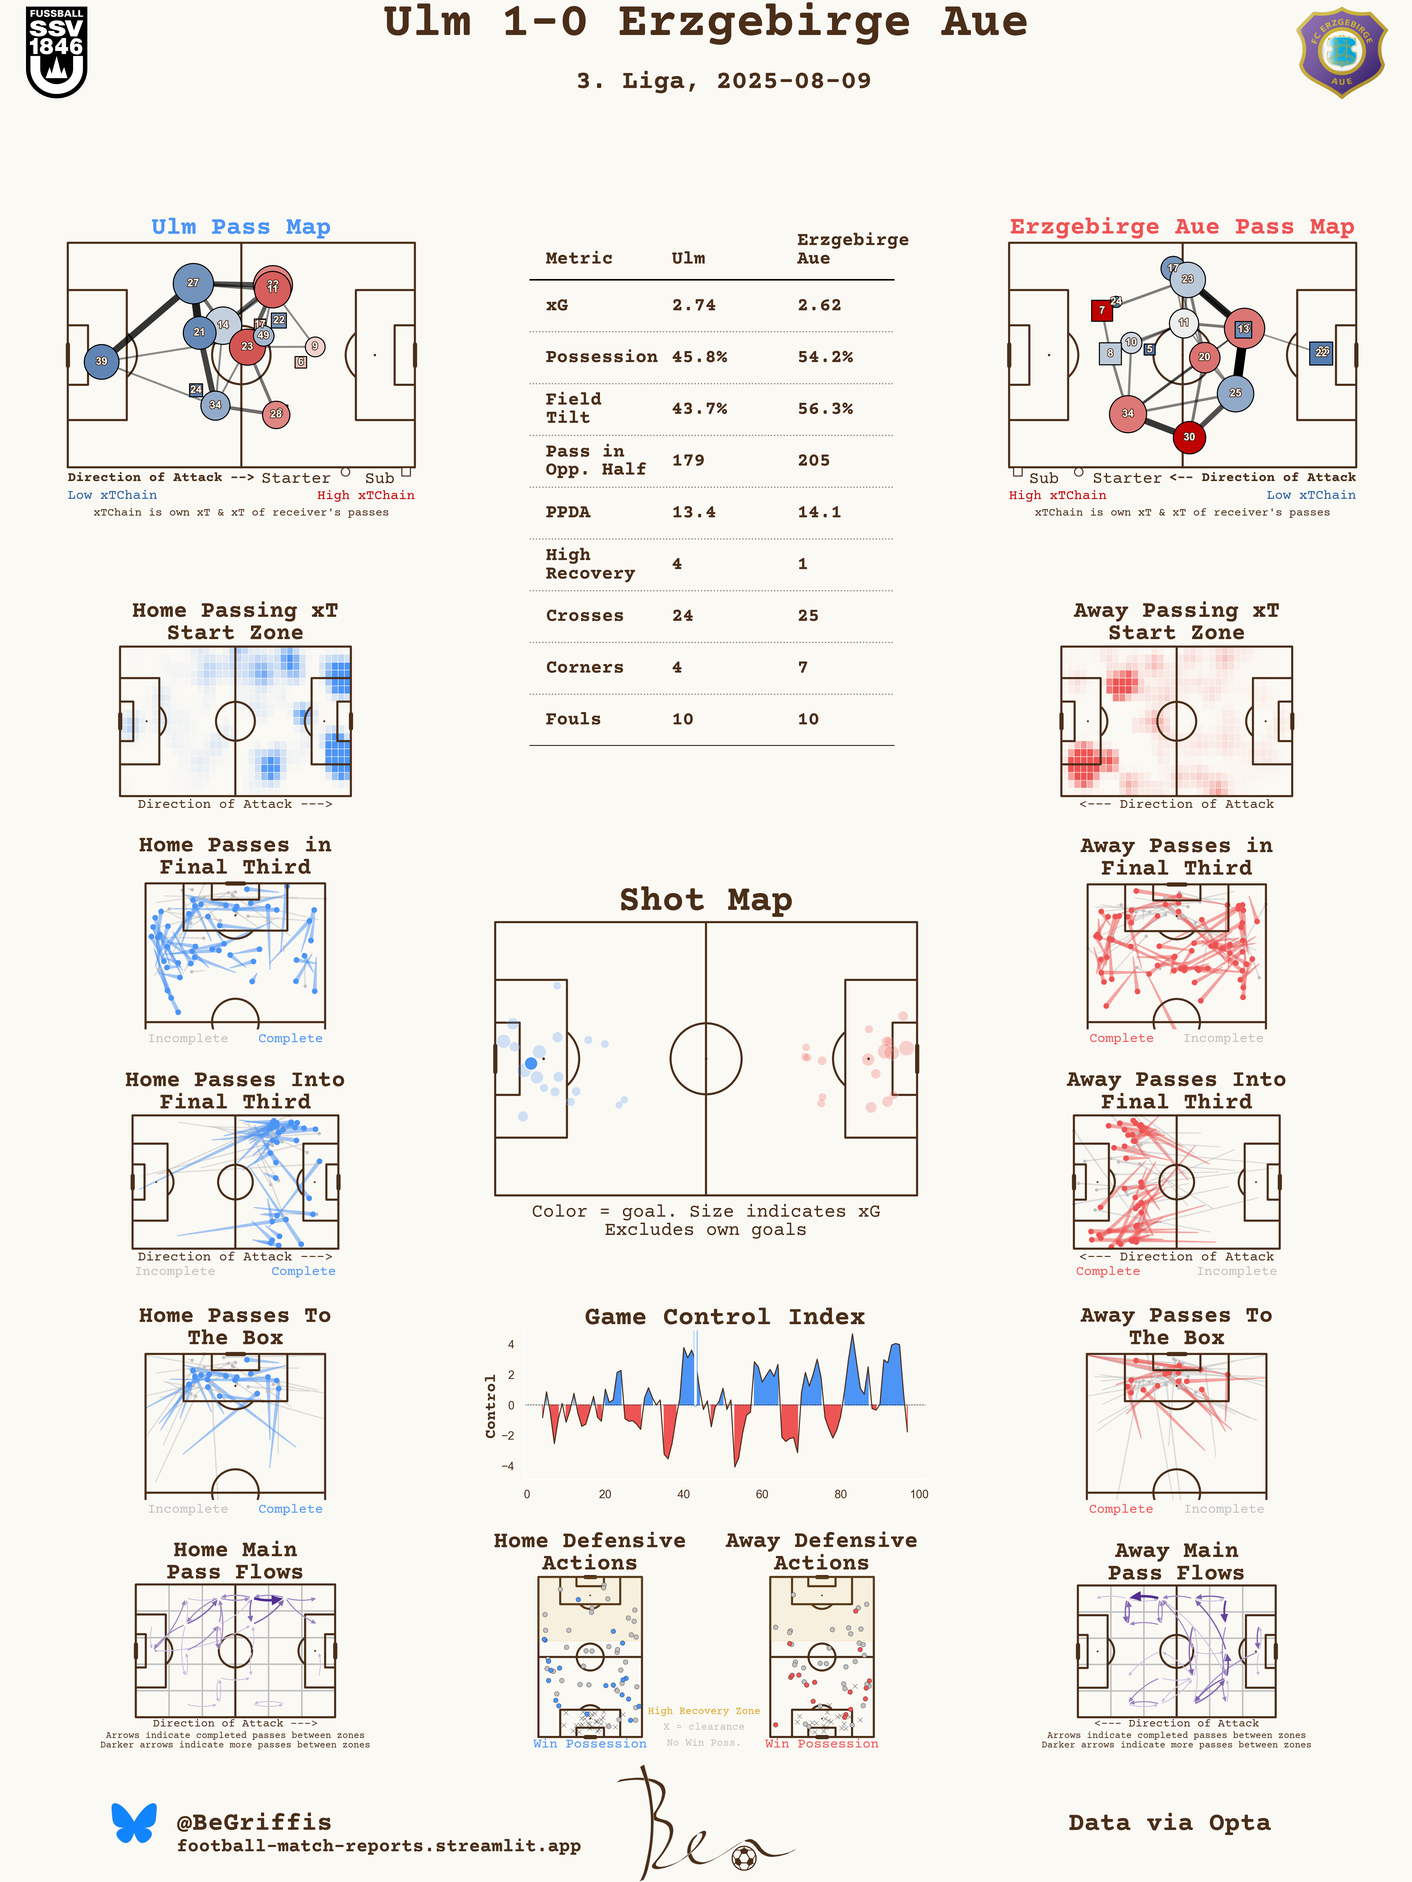 FUSSBALL
SSV
1846
Ulm 1-0 Erzgebirge Aue
3. Liga, 2025-08-09
FC ERZGEBIRGE
AUE
Ulm Pass Map
27
11
14
21
17
22
49
23
9
6
39
24
34
28
Direction of Attack --> Starter Sub
Low xTChain High xTChain
xTChain is own xT & xT of receiver's passes
Metric Ulm Erzgebirge Aue
xG 2.74 2.62
Possession 45.8% 54.2%
Field Tilt 43.7% 56.3%
Pass in Opp. Half 179 205
PPDA 13.4 14.1
High Recovery 4 1
Crosses 24 25
Corners 4 7
Fouls 10 10
Erzgebirge Aue Pass Map
17
23
24
7
11
13
10
8
5
20
22
25
34
30
Sub Starter <-- Direction of Attack
High xTChain Low xTChain
xTChain is own xT & xT of receiver's passes
Home Passing xT
Start Zone
Direction of Attack --->
Away Passing xT
Start Zone
<--- Direction of Attack
Home Passes in
Final Third
Incomplete Complete
Away Passes in
Final Third
Complete Incomplete
Shot Map
Color = goal. Size indicates xG
Excludes own goals
Home Passes Into
Final Third
Direction of Attack --->
Incomplete Complete
Away Passes Into
Final Third
<--- Direction of Attack
Complete Incomplete
Home Passes To
The Box
Incomplete Complete
Game Control Index
Control
4
2
0
−2
−4
0 20 40 60 80 100
Away Passes To
The Box
Complete Incomplete
Home Main
Pass Flows
Direction of Attack --->
Arrows indicate completed passes between zones
Darker arrows indicate more passes between zones
Home Defensive
Actions
Win Possession
High Recovery Zone
X = clearance
No Win Poss.
Away Defensive
Actions
Win Possession
Away Main
Pass Flows
<--- Direction of Attack
Arrows indicate completed passes between zones
Darker arrows indicate more passes between zones
@BeGriffis
football-match-reports.streamlit.app
Ben
Data via Opta